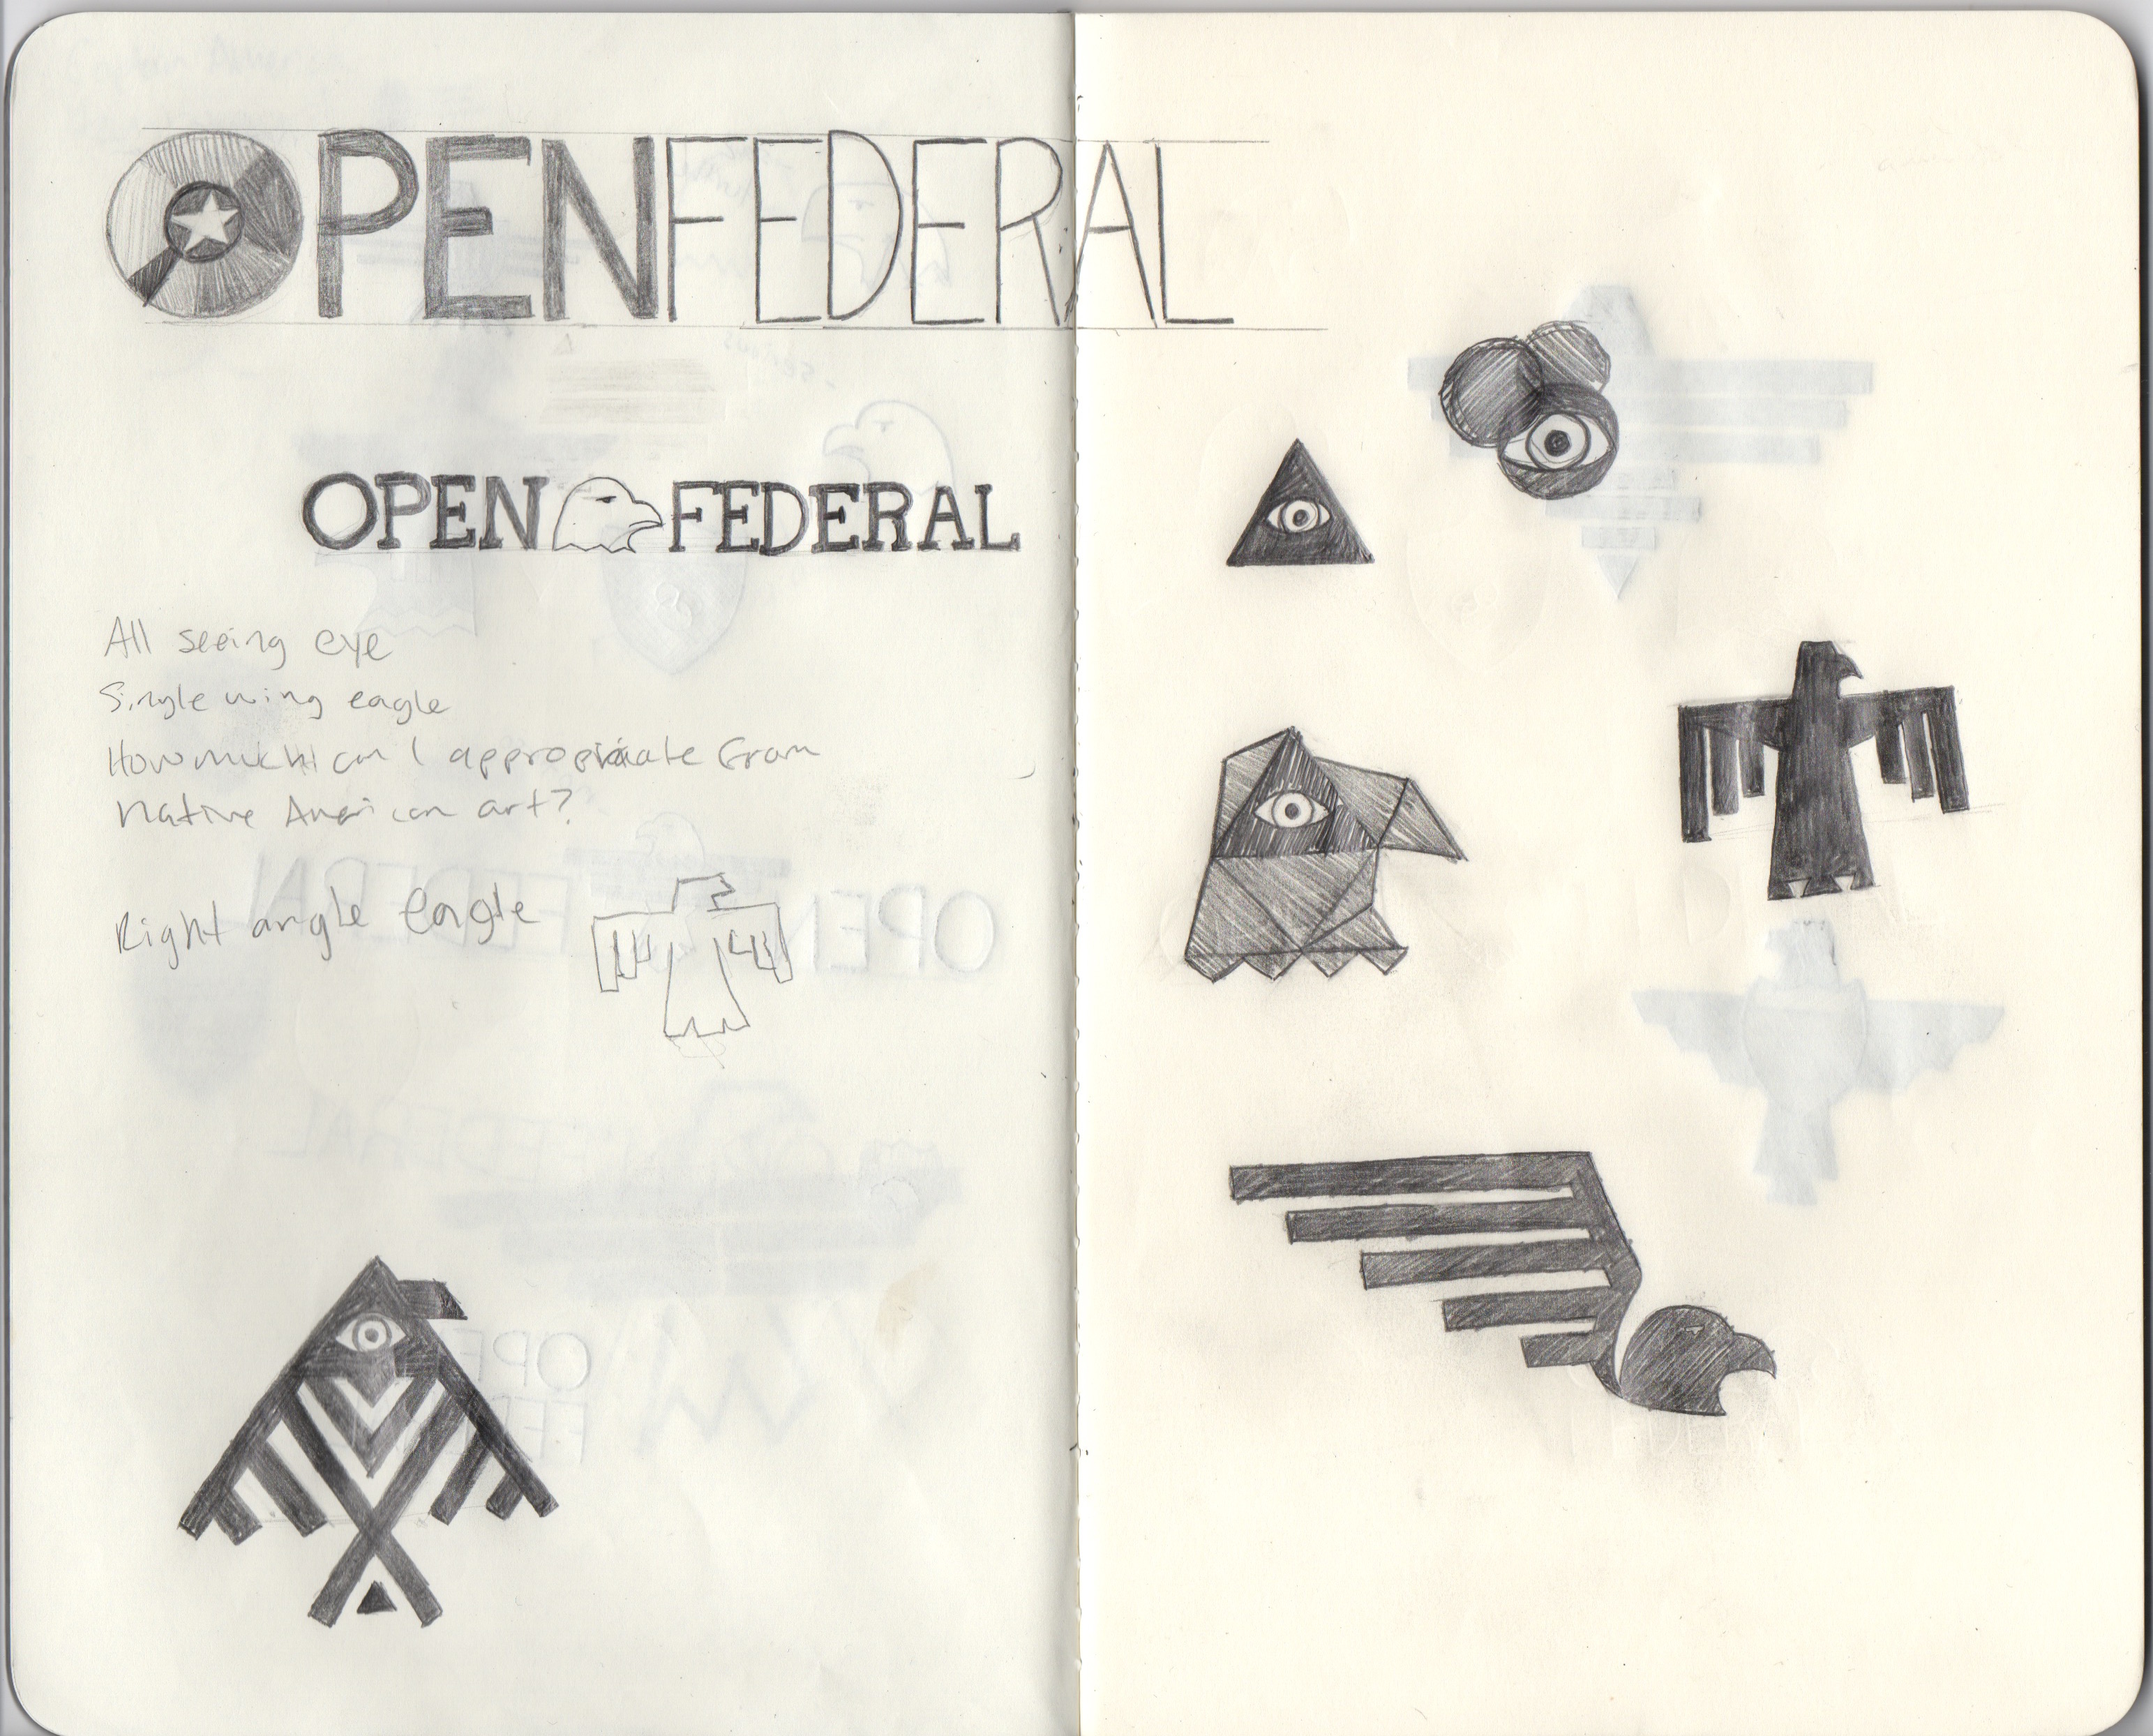 OPENFEDERAL
OPEN FEDERAL
All seeing eye
Single wing eagle
How much can I appropriate from
Native American art?
Right angle eagle